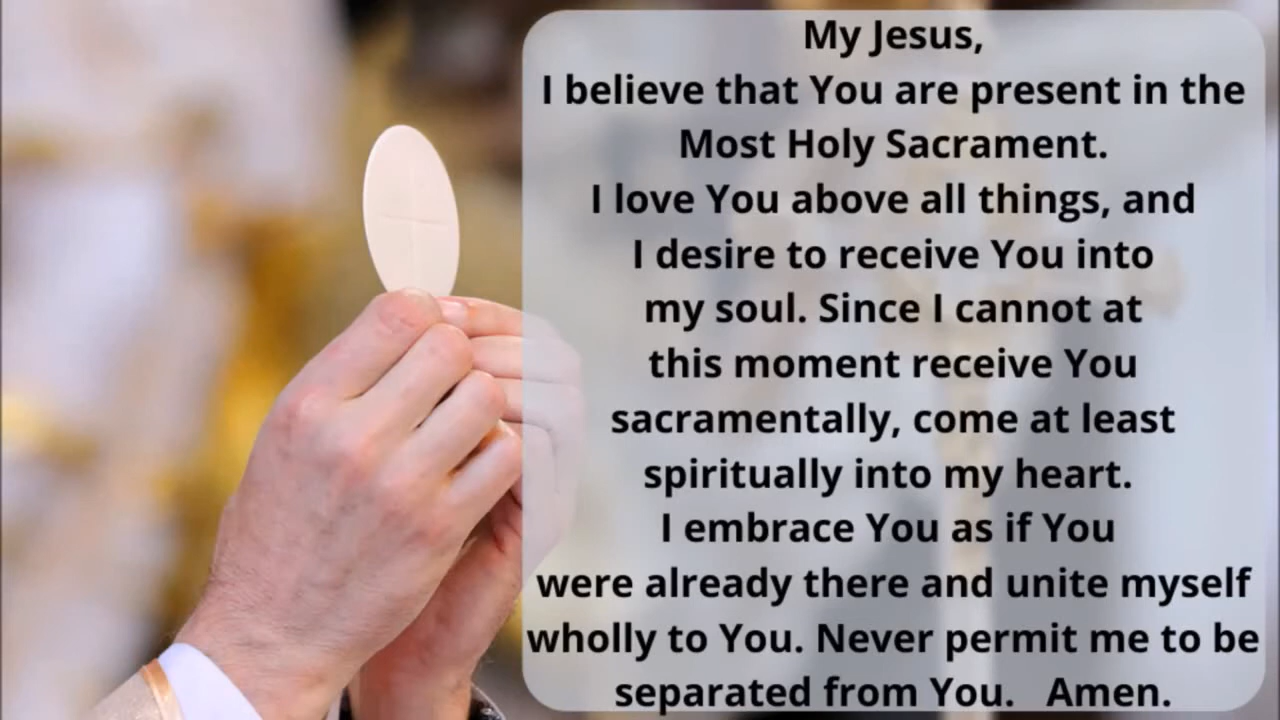 My Jesus,
I believe that You are present in the
Most Holy Sacrament.
I love You above all things, and
I desire to receive You into
my soul. Since I cannot at
this moment receive You
sacramentally, come at least
spiritually into my heart.
I embrace You as if You
were already there and unite myself
wholly to You. Never permit me to be
separated from You. Amen.